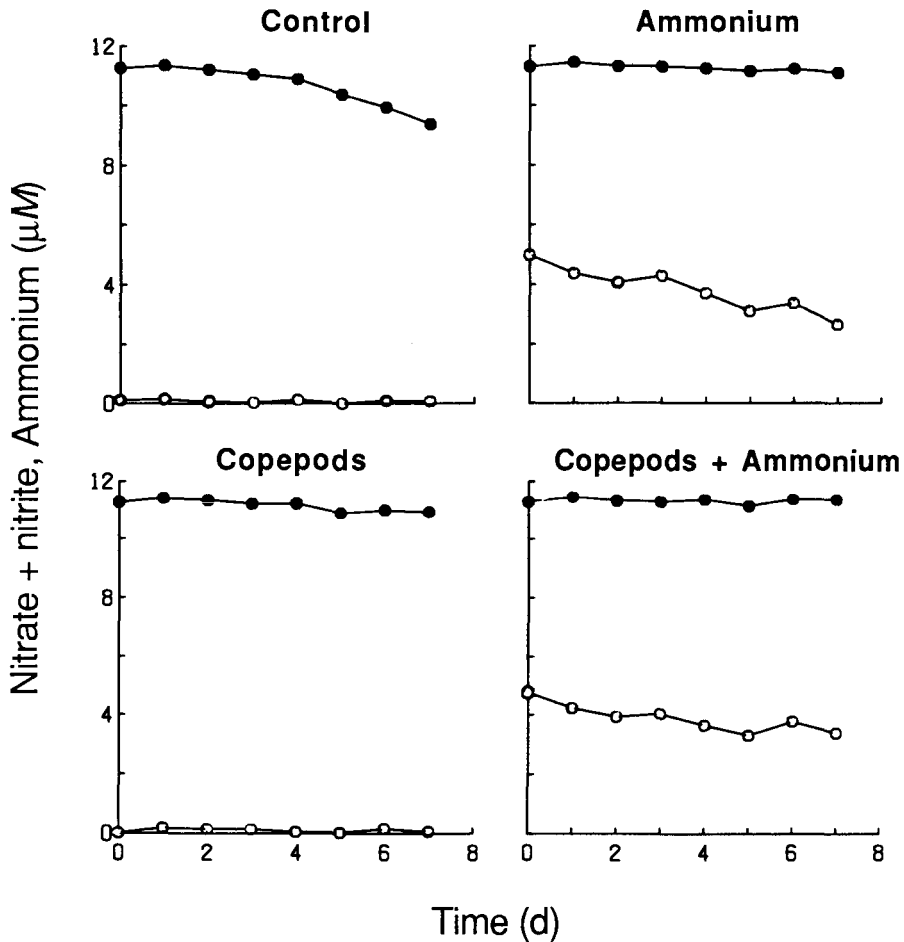 Control
Ammonium
12
8
4
0
Copepods
Copepods + Ammonium
12
8
4
0
0 2 4 6 8
0 2 4 6 8
Nitrate + nitrite, Ammonium (μM)
Time (d)